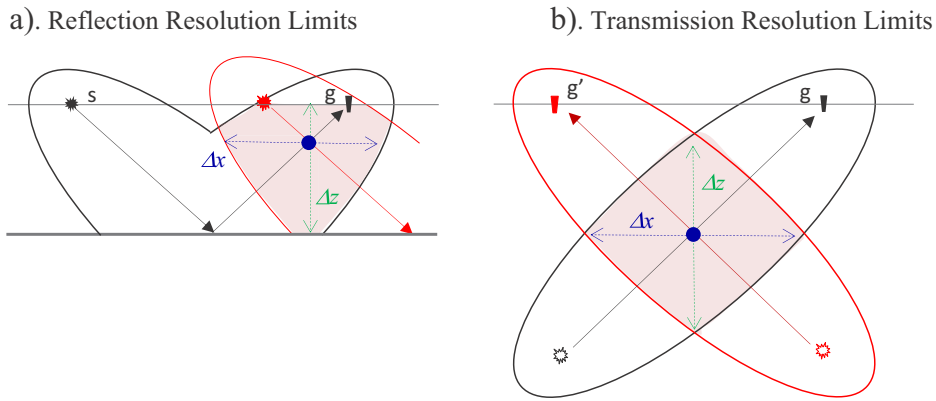 a). Reflection Resolution Limits
s
g
Δx
Δz
b). Transmission Resolution Limits
g’
g
Δz
Δx